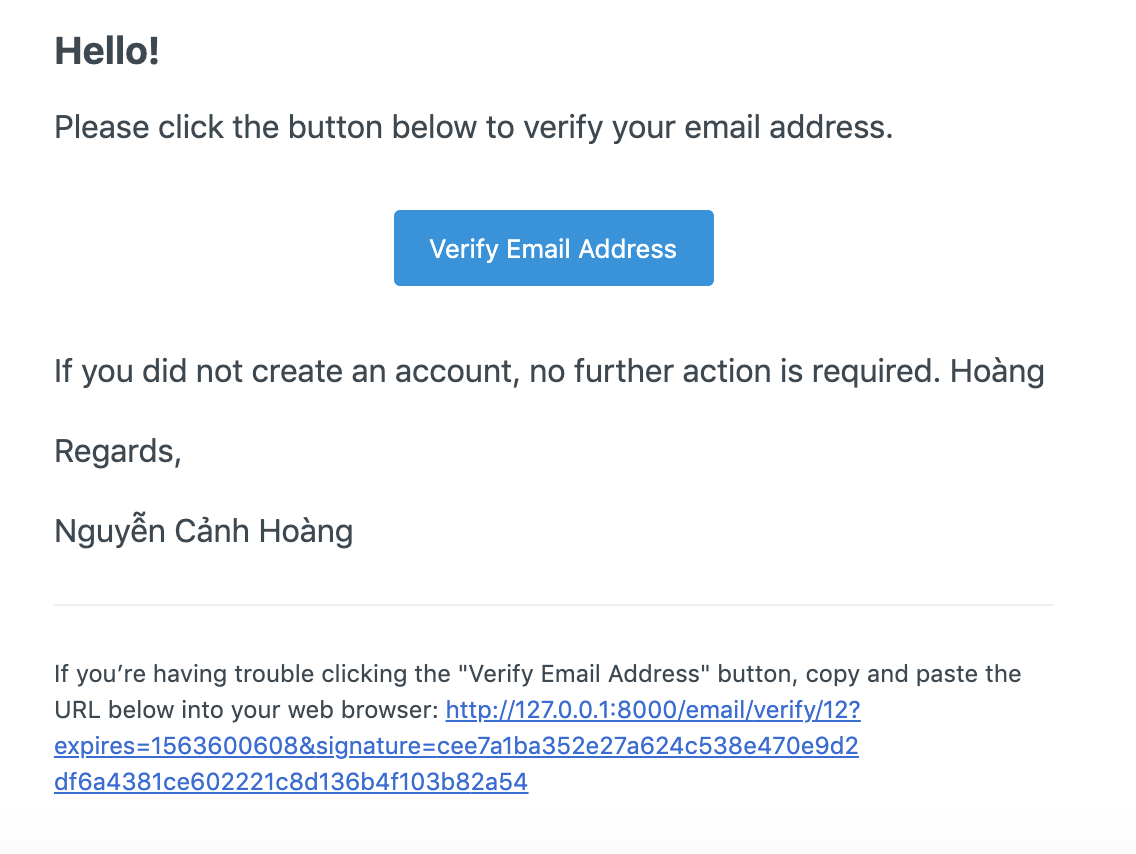 Hello!
Please click the button below to verify your email address.
Verify Email Address
If you did not create an account, no further action is required. Hoàng
Regards,
Nguyễn Cảnh Hoàng
If you’re having trouble clicking the "Verify Email Address" button, copy and paste the
URL below into your web browser: http://127.0.0.1:8000/email/verify/12?
expires=1563600608&signature=cee7a1ba352e27a624c538e470e9d2
df6a4381ce602221c8d136b4f103b82a54